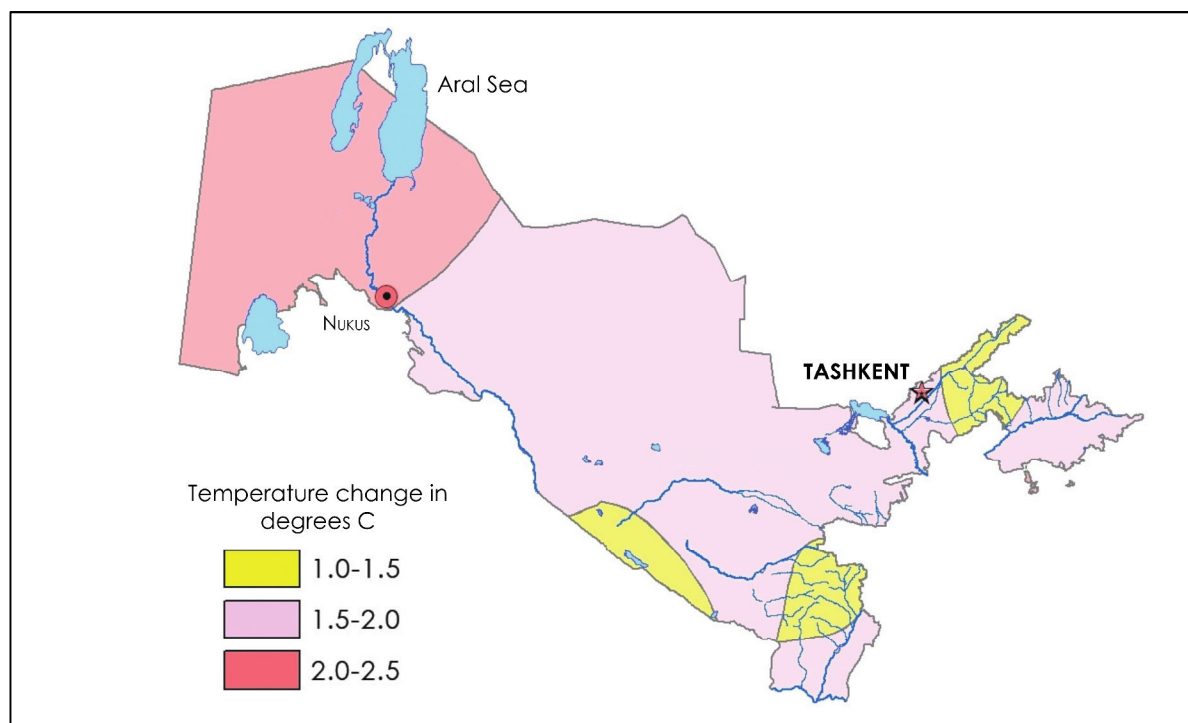 Aral Sea
NUKUS
TASHKENT
Temperature change in
degrees C
1.0-1.5
1.5-2.0
2.0-2.5